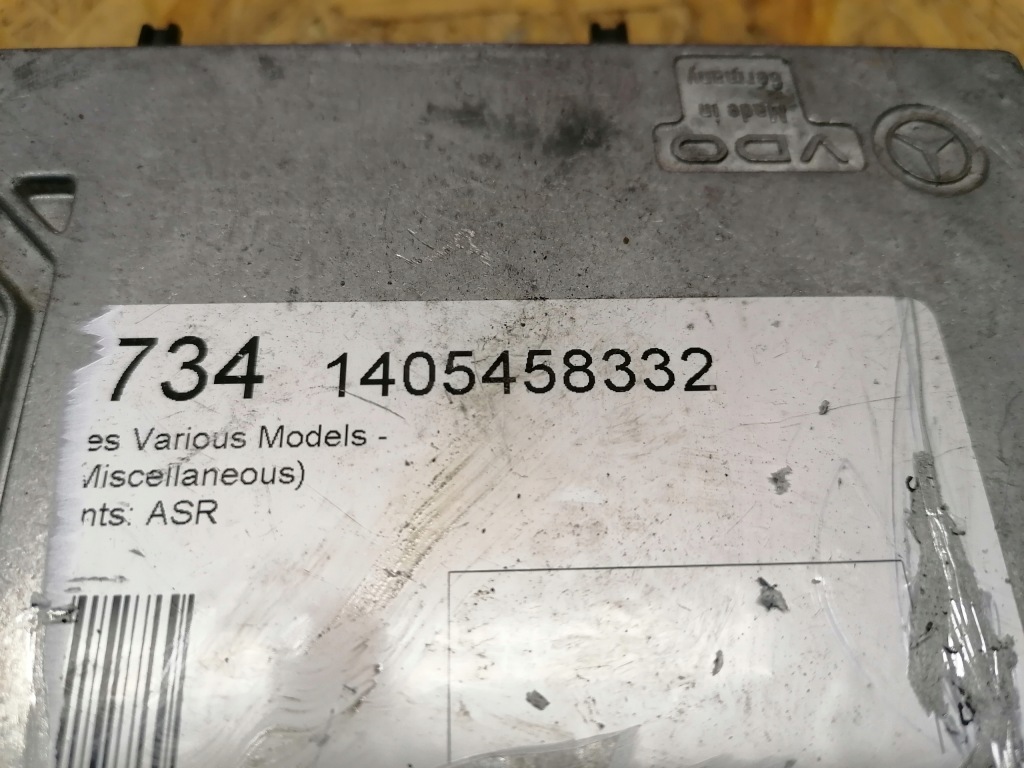 Made in
Germany
VDO
734 1405458332
es Various Models -
Miscellaneous)
nts: ASR